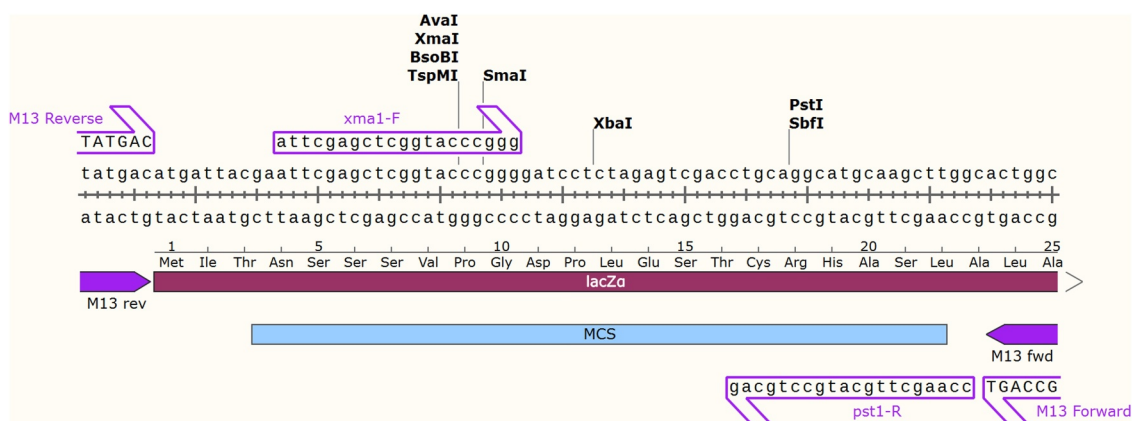 AvaI
XmaI
BsoBI
TspMI SmaI
PstI
M13 Reverse xma1-F XbaI SbfI
TATGAC attcgagctcggtacccggg
tatgacatgattacgaattcgagctcggtacccggggatcctctagagtcgacctgcaggcatgcaagcttggcactggc
atactgtactaatgcttaagctcgagccatgggcccctaggagatctcagctggacgtccgtacgttcgaaccgtgaccg
1 5 10 15 20 25
Met Ile Thr Asn Ser Ser Ser Val Pro Gly Asp Pro Leu Glu Ser Thr Cys Arg His Ala Ser Leu Ala Leu Ala
lacZα
M13 rev
MCS
M13 fwd
gacgtccgtacgttcgaacc TGACCG
pst1-R M13 Forward